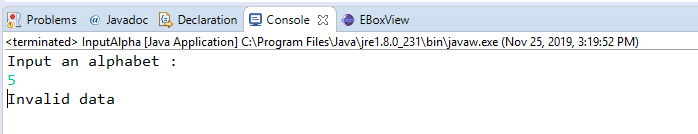 Problems @ Javadoc Declaration Console EBoxView
<terminated> InputAlpha [Java Application] C:\Program Files\Java\jre1.8.0_231\bin\javaw.exe (Nov 25, 2019, 3:19:52 PM)
Input an alphabet :
5
Invalid data